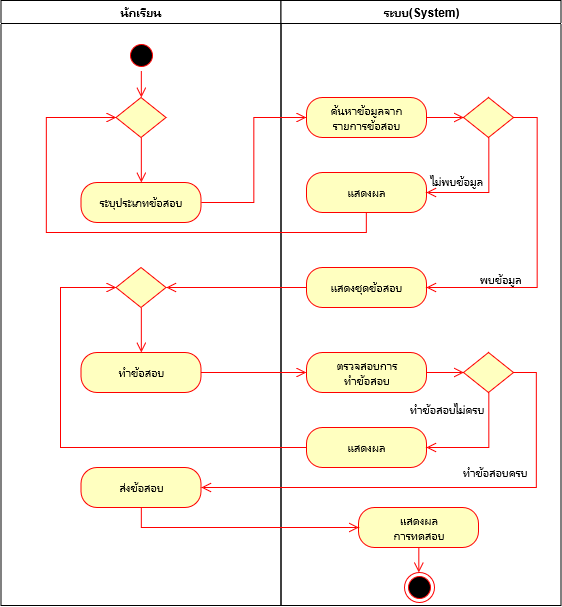 นักเรียน
ระบบ(System)
ค้นหาข้อมูลจาก
รายการข้อสอบ
ไม่พบข้อมูล
ระบุประเภทข้อสอบ
แสดงผล
แสดงชุดข้อสอบ
พบข้อมูล
ทำข้อสอบ
ตรวจสอบการ
ทำข้อสอบ
ทำข้อสอบไม่ครบ
แสดงผล
ทำข้อสอบครบ
ส่งข้อสอบ
แสดงผล
การทดสอบ